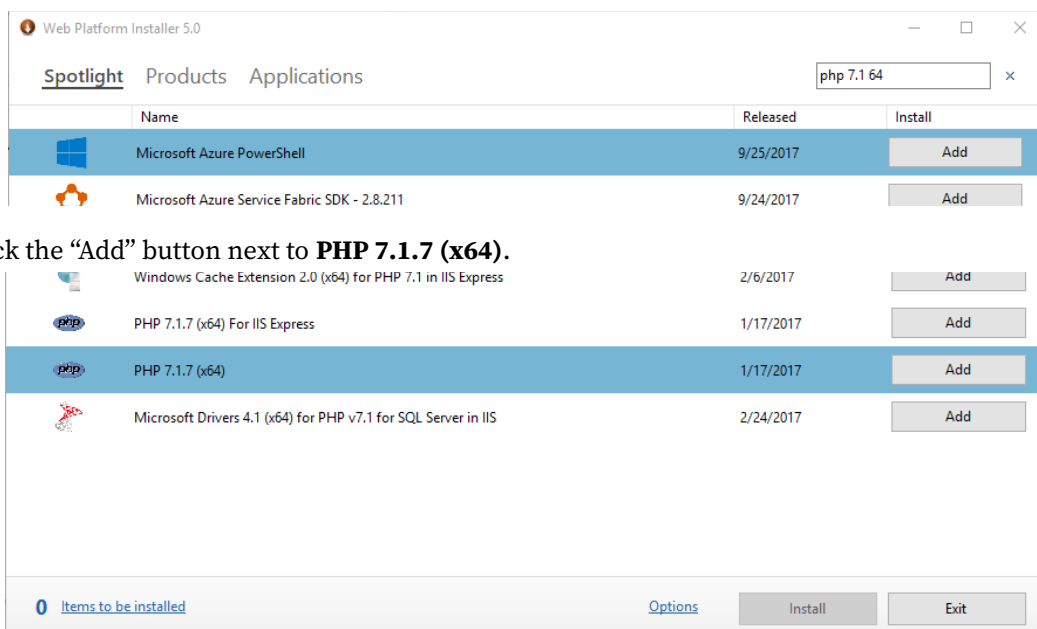 Web Platform Installer 5.0
Spotlight Products Applications php 7.1 64
Name Released Install
Microsoft Azure PowerShell 9/25/2017 Add
Microsoft Azure Service Fabric SDK - 2.8.211 9/24/2017 Add
ck the “Add” button next to PHP 7.1.7 (x64).
Windows Cache Extension 2.0 (x64) for PHP 7.1 in IIS Express 2/6/2017 Add
php PHP 7.1.7 (x64) For IIS Express 1/17/2017 Add
php PHP 7.1.7 (x64) 1/17/2017 Add
Microsoft Drivers 4.1 (x64) for PHP v7.1 for SQL Server in IIS 2/24/2017 Add
0 Items to be installed Options Install Exit